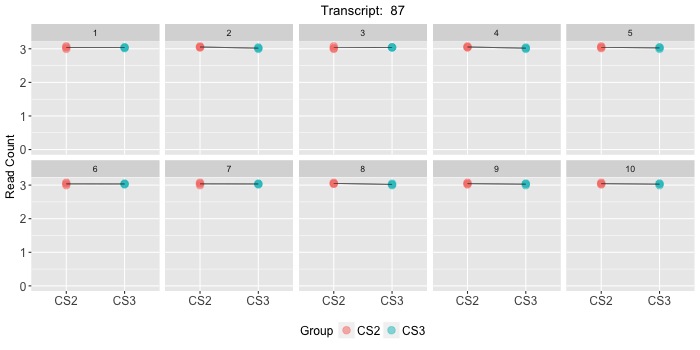 Transcript: 87
1 2 3 4 5
3
2
1
0
6 7 8 9 10
3
2
1
0
Read Count
CS2 CS3 CS2 CS3 CS2 CS3 CS2 CS3 CS2 CS3
Group CS2 CS3